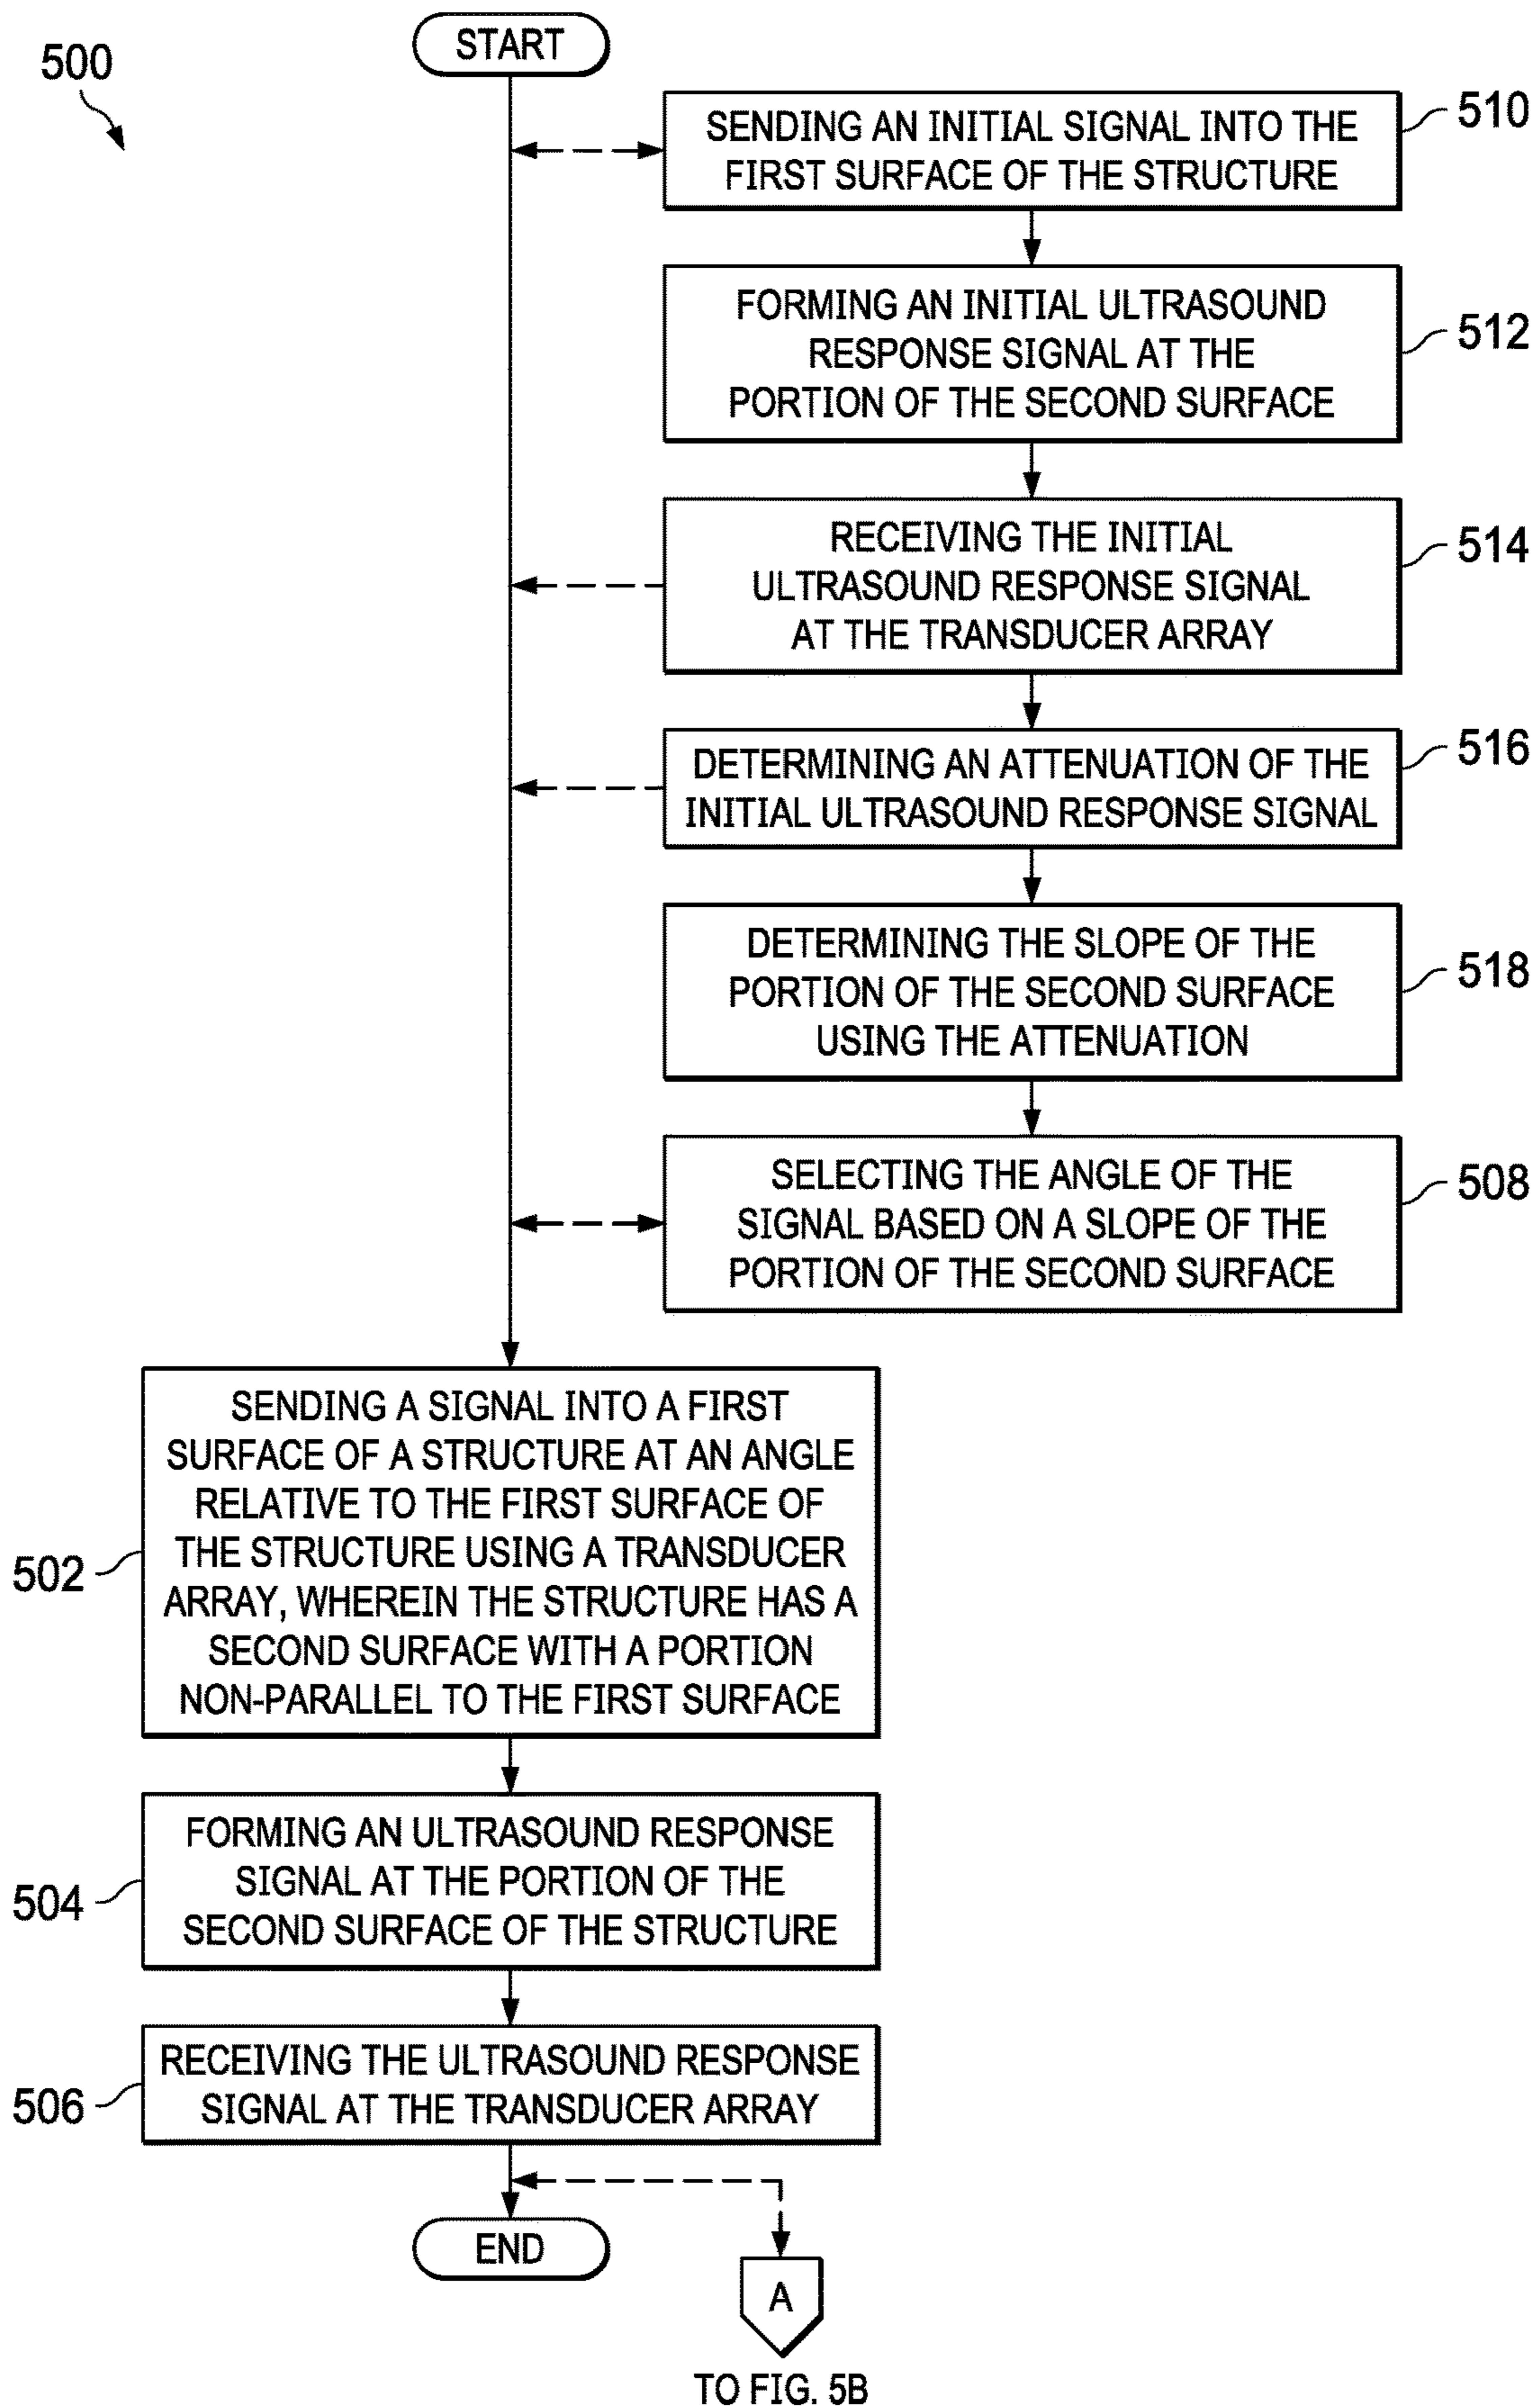 500
START
SENDING AN INITIAL SIGNAL INTO THE
FIRST SURFACE OF THE STRUCTURE
510
FORMING AN INITIAL ULTRASOUND
RESPONSE SIGNAL AT THE
PORTION OF THE SECOND SURFACE
512
RECEIVING THE INITIAL
ULTRASOUND RESPONSE SIGNAL
AT THE TRANSDUCER ARRAY
514
DETERMINING AN ATTENUATION OF THE
INITIAL ULTRASOUND RESPONSE SIGNAL
516
DETERMINING THE SLOPE OF THE
PORTION OF THE SECOND SURFACE
USING THE ATTENUATION
518
SELECTING THE ANGLE OF THE
SIGNAL BASED ON A SLOPE OF THE
PORTION OF THE SECOND SURFACE
508
SENDING A SIGNAL INTO A FIRST
SURFACE OF A STRUCTURE AT AN ANGLE
RELATIVE TO THE FIRST SURFACE OF
THE STRUCTURE USING A TRANSDUCER
ARRAY, WHEREIN THE STRUCTURE HAS A
SECOND SURFACE WITH A PORTION
NON-PARALLEL TO THE FIRST SURFACE
502
FORMING AN ULTRASOUND RESPONSE
SIGNAL AT THE PORTION OF THE
SECOND SURFACE OF THE STRUCTURE
504
RECEIVING THE ULTRASOUND RESPONSE
SIGNAL AT THE TRANSDUCER ARRAY
506
END
A
TO FIG. 5B